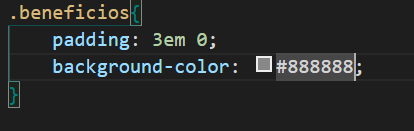 .beneficios{
    padding: 3em 0;
    background-color: #888888;
}